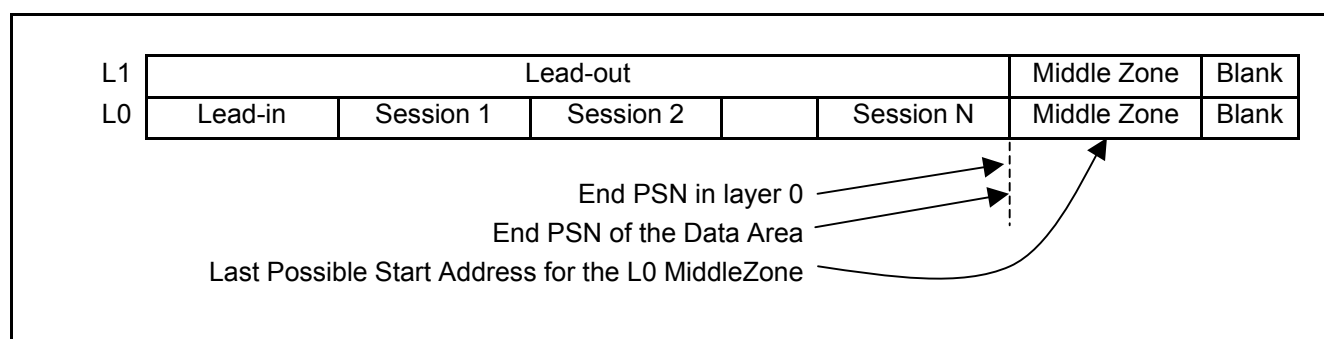 L1 Lead-out Middle Zone Blank
L0 Lead-in Session 1 Session 2 Session N Middle Zone Blank
End PSN in layer 0
End PSN of the Data Area
Last Possible Start Address for the L0 MiddleZone